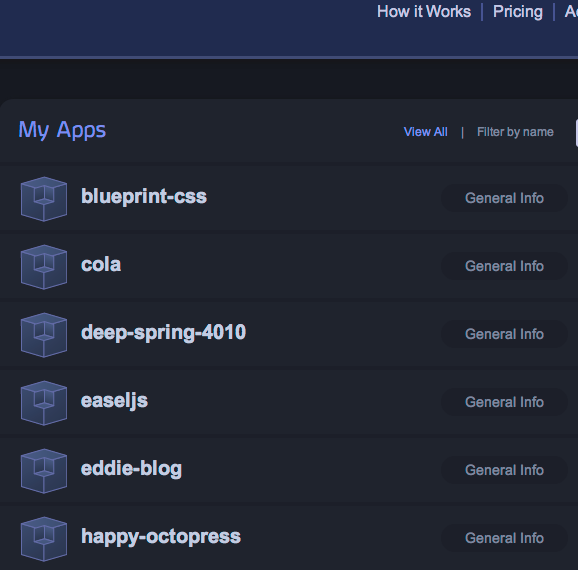 How it Works | Pricing |
My Apps
View All | Filter by name
blueprint-css General Info
cola General Info
deep-spring-4010 General Info
easeljs General Info
eddie-blog General Info
happy-octopress General Info